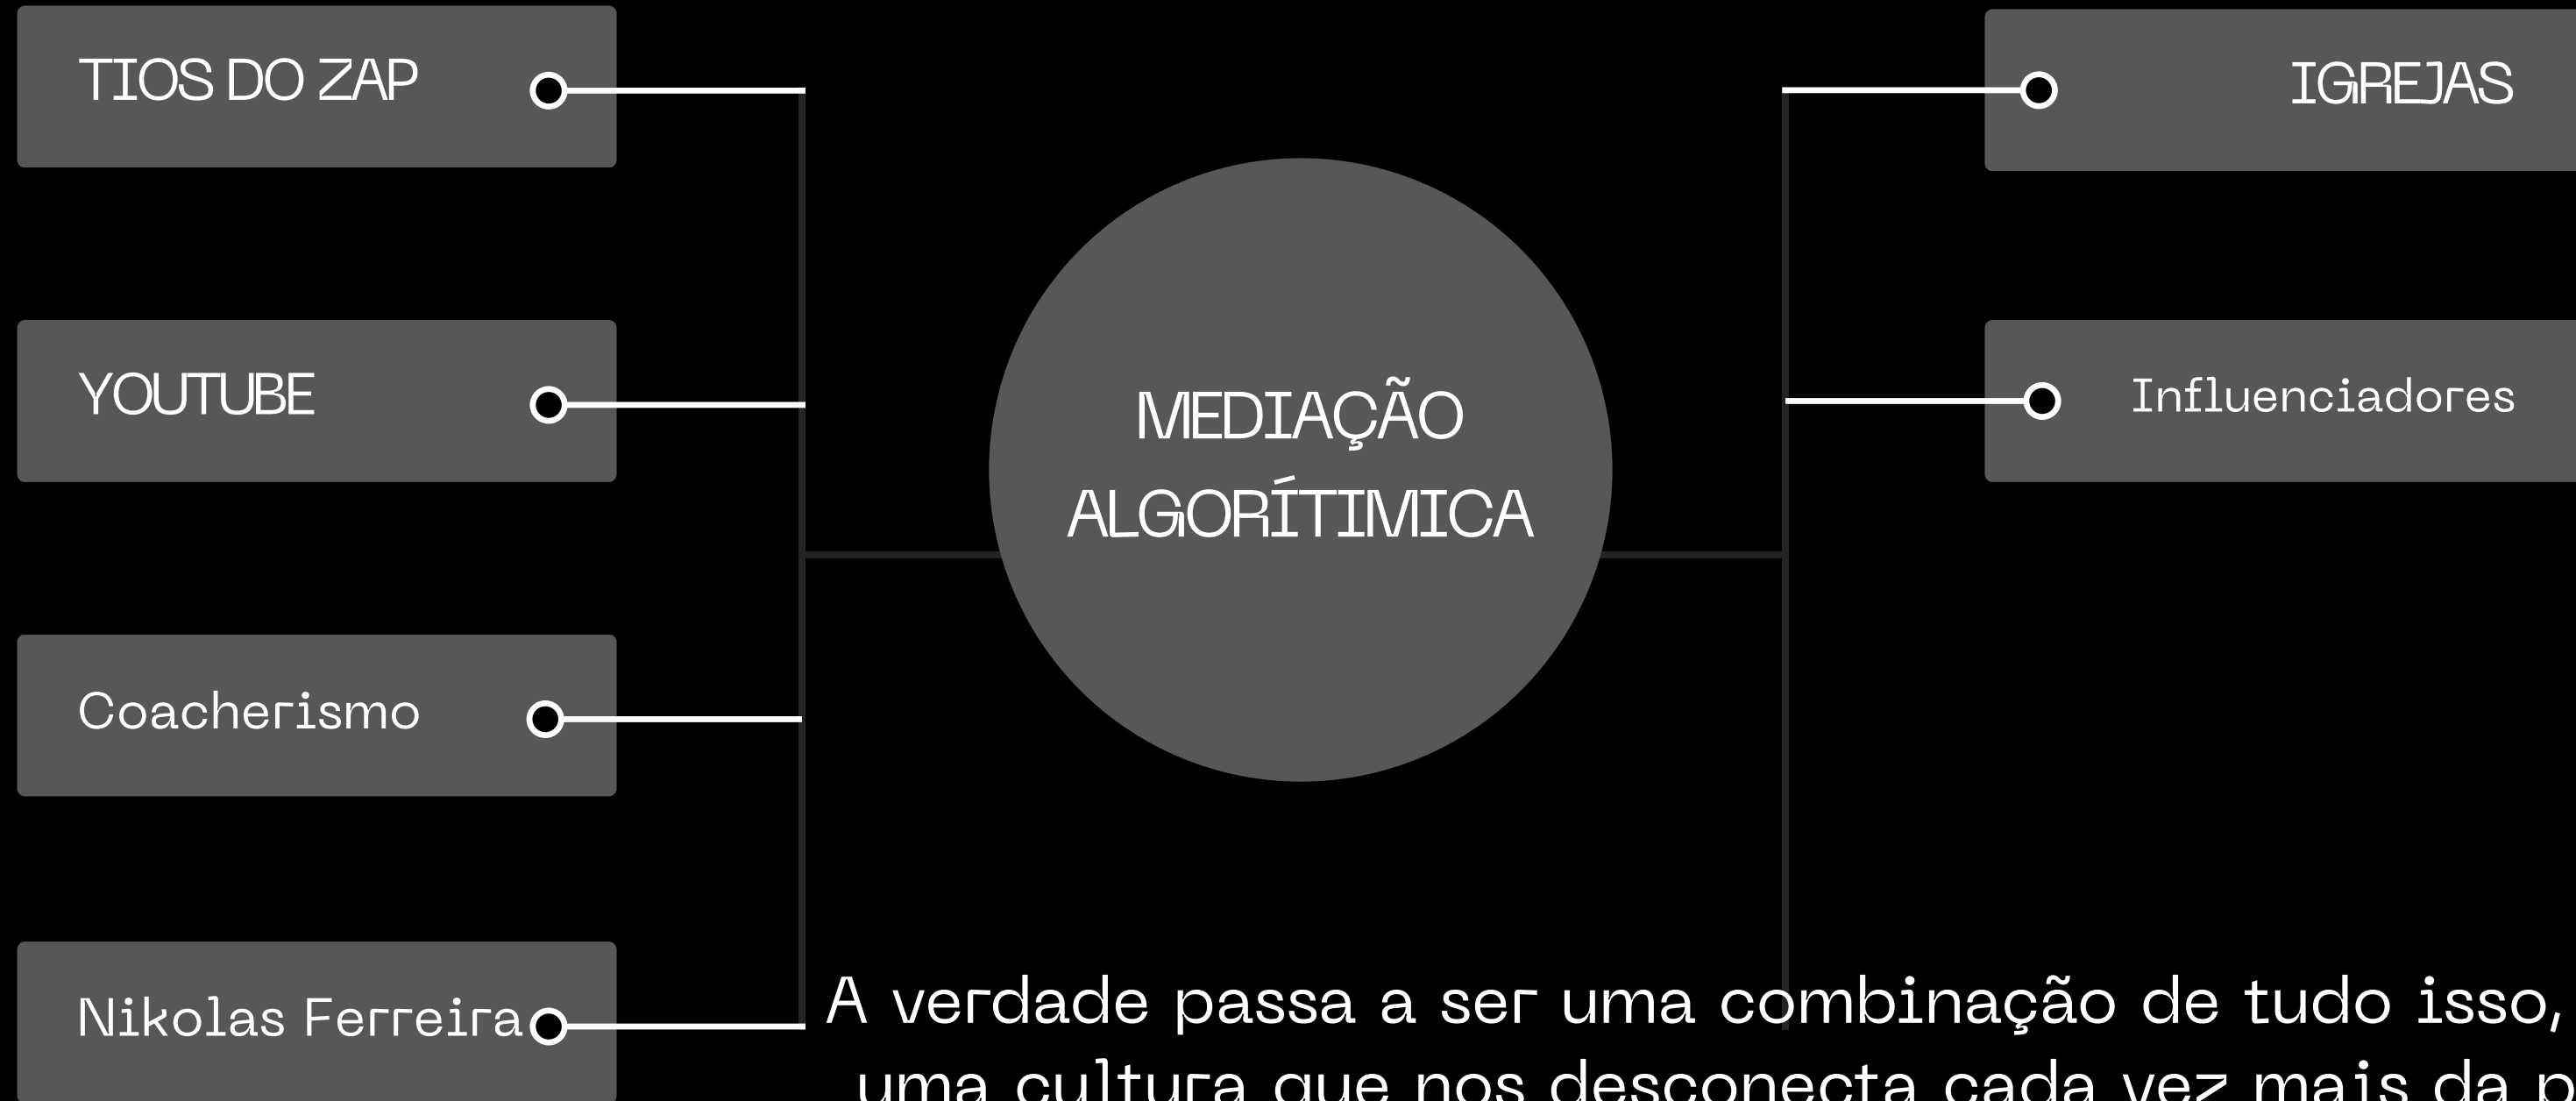 TIOS DO ZAP
YOUTUBE
Coacherismo
Nikolas Ferreira
MEDIAÇÃO
ALGORÍTIMICA
IGREJAS
Influenciadores
A verdade passa a ser uma combinação de tudo isso,
uma cultura que nos desconecta cada vez mais da